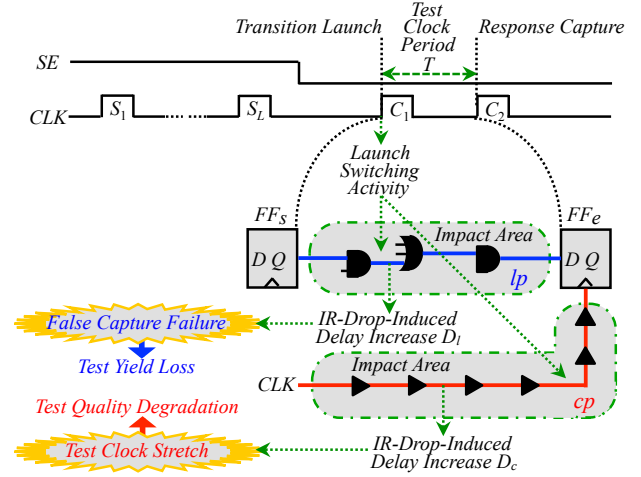 Transition Launch
Test
Clock
Period
T
Response Capture
SE
CLK
S1
SL
C1
C2
Launch
Switching
Activity
FFs
FFe
Impact Area
D Q
D Q
lp
False Capture Failure
IR-Drop-Induced
Delay Increase Dl
Test Yield Loss
Impact Area
CLK
cp
Test Quality Degradation
Test Clock Stretch
IR-Drop-Induced
Delay Increase Dc